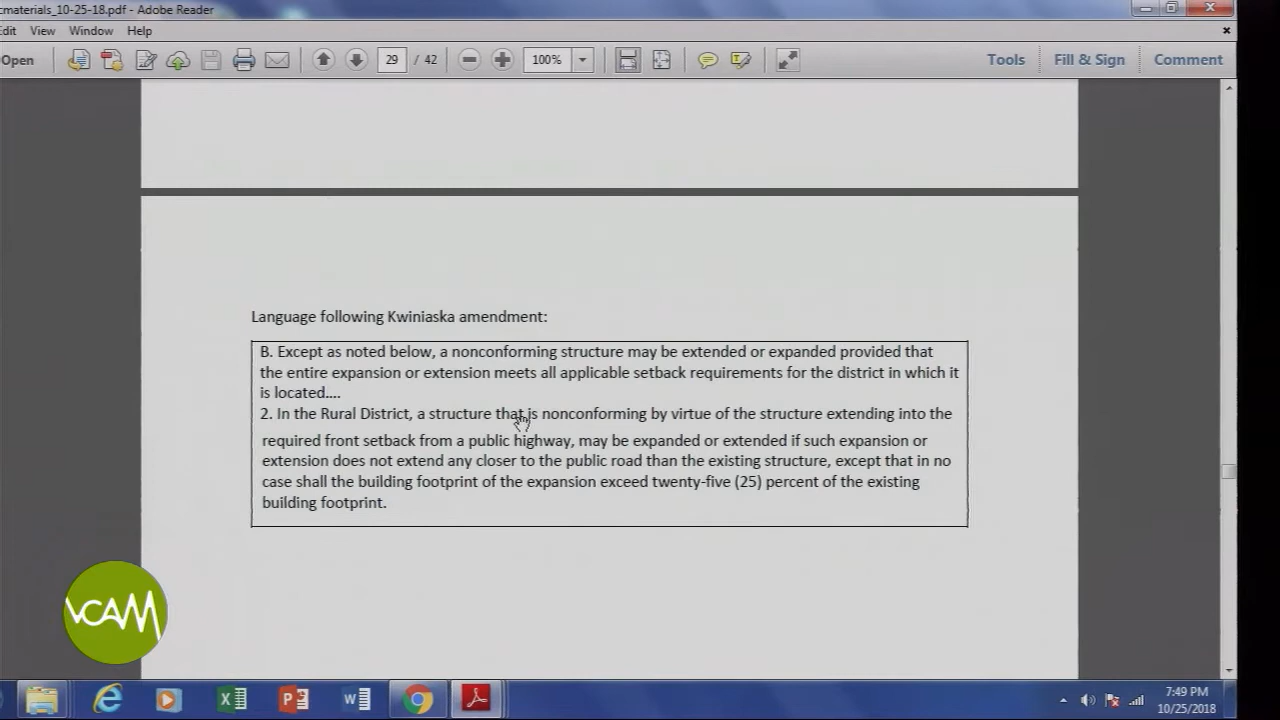 cmaterials_10-25-18.pdf - Adobe Reader
Edit View Window Help
Open 29 / 42 100% Tools Fill & Sign Comment
Language following Kwiniaska amendment:
B. Except as noted below, a nonconforming structure may be extended or expanded provided that
the entire expansion or extension meets all applicable setback requirements for the district in which it
is located....
2. In the Rural District, a structure that is nonconforming by virtue of the structure extending into the
required front setback from a public highway, may be expanded or extended if such expansion or
extension does not extend any closer to the public road than the existing structure, except that in no
case shall the building footprint of the expansion exceed twenty-five (25) percent of the existing
building footprint.
VCAM
7:49 PM
10/25/2018